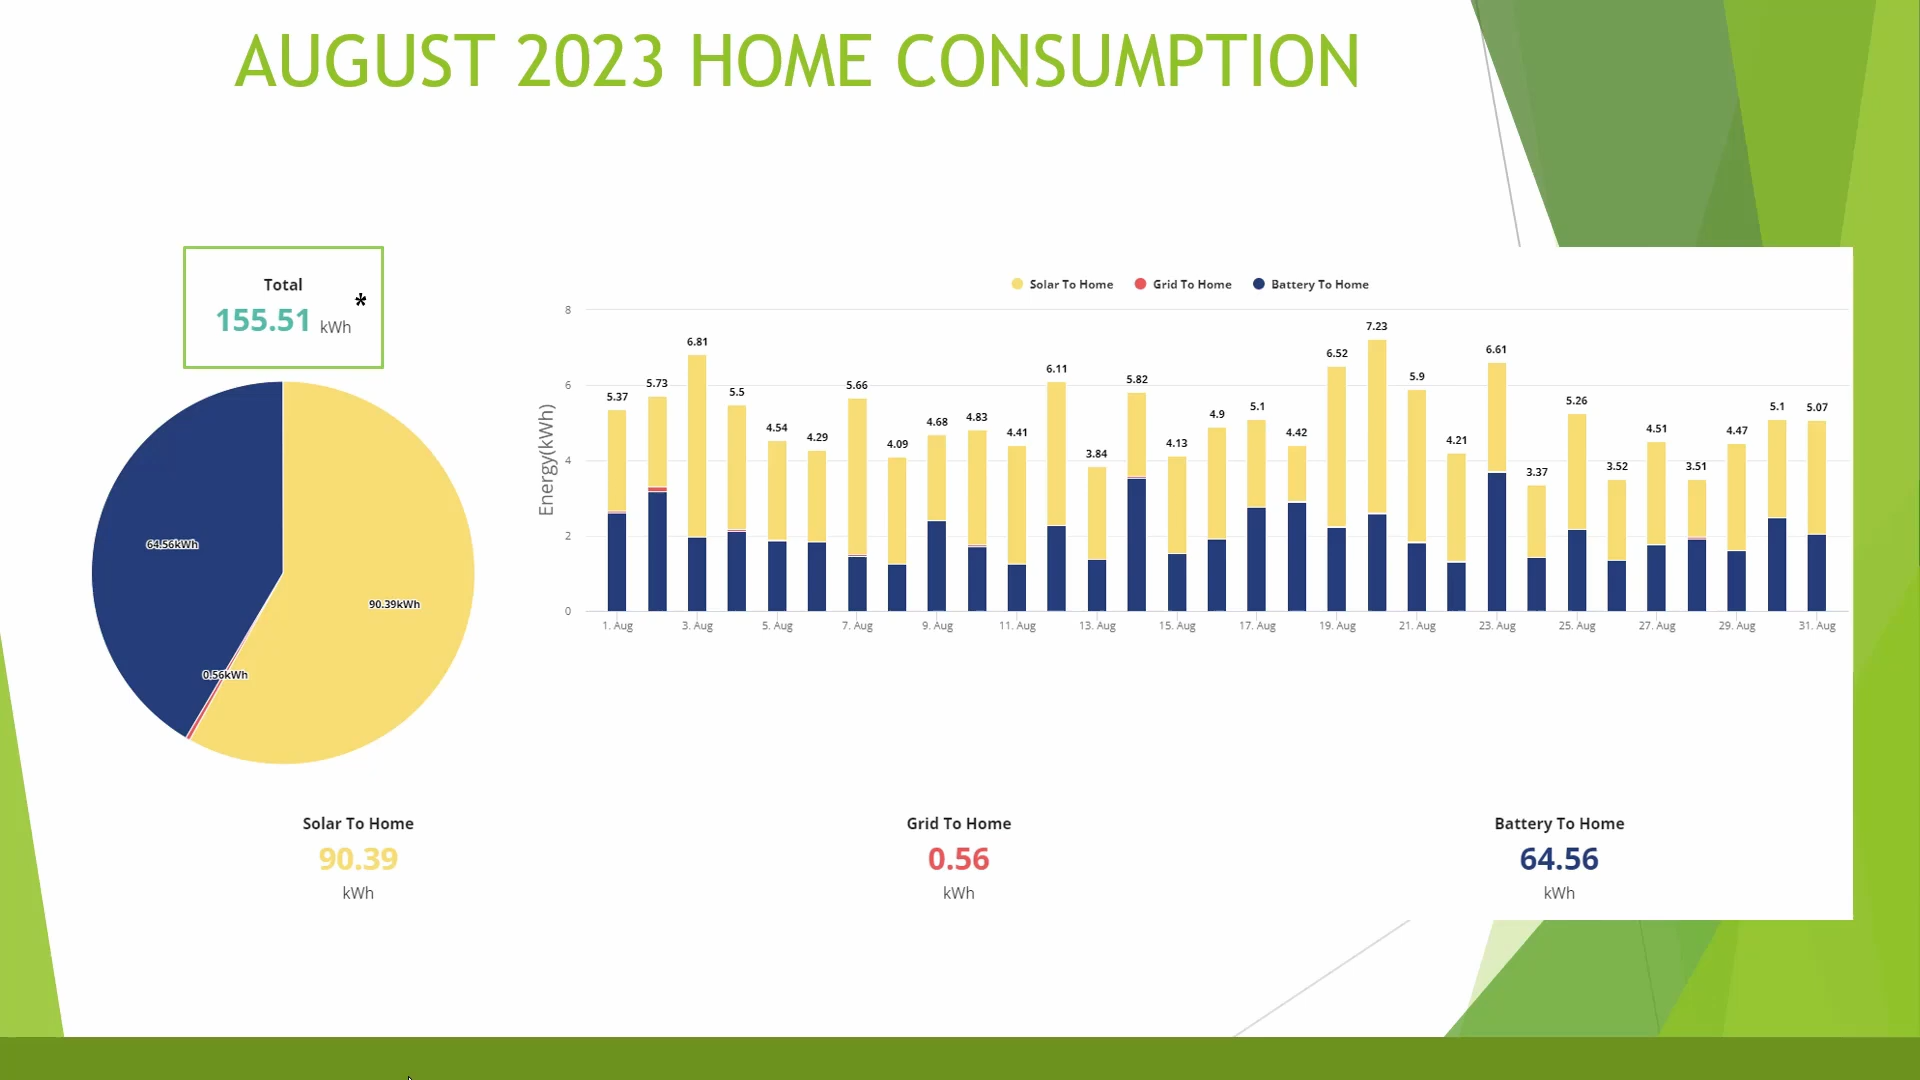 AUGUST 2023 HOME CONSUMPTION
Total
155.51 kWh *
64.56kWh
90.39kWh
0.56kWh
Solar To Home Grid To Home Battery To Home
Energy(kWh)
8
6
4
2
0
5.37 5.73 6.81 5.5 4.54 4.29 5.66 4.09 4.68 4.83 4.41 6.11 3.84 5.82 4.13 4.9 5.1 4.42 6.52 7.23 5.9 4.21 6.61 3.37 5.26 3.52 4.51 3.51 4.47 5.1 5.07
1. Aug 3. Aug 5. Aug 7. Aug 9. Aug 11. Aug 13. Aug 15. Aug 17. Aug 19. Aug 21. Aug 23. Aug 25. Aug 27. Aug 29. Aug 31. Aug
Solar To Home
90.39
kWh
Grid To Home
0.56
kWh
Battery To Home
64.56
kWh